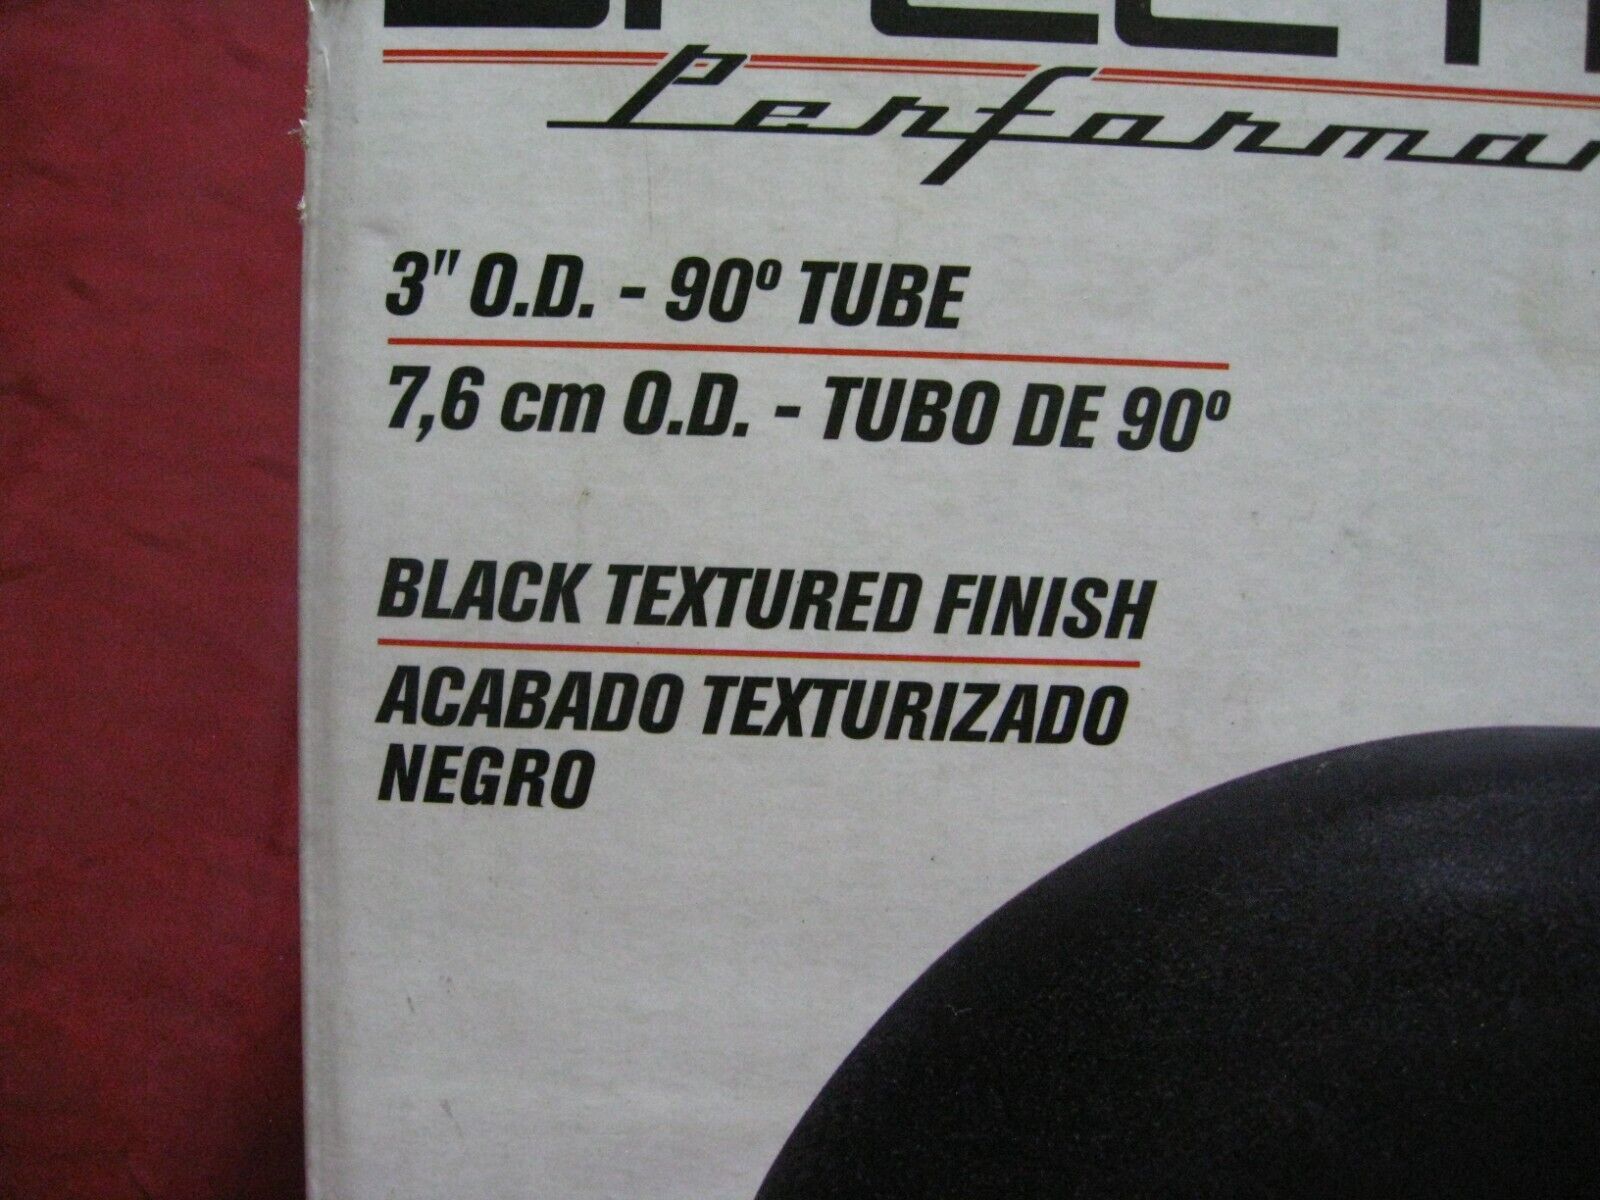 3" O.D. - 90º TUBE
7,6 cm O.D. - TUBO DE 90º
BLACK TEXTURED FINISH
ACABADO TEXTURIZADO
NEGRO